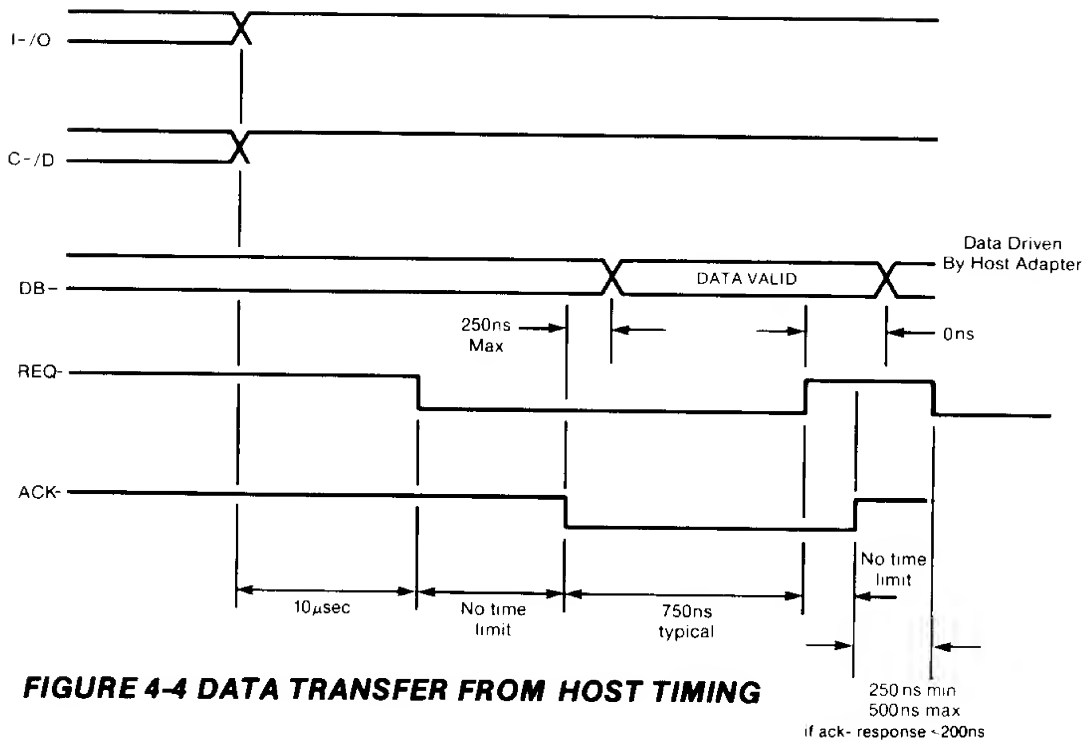 I-/O
C-/D
Data Driven
By Host Adapter
DATA VALID
DB-
250ns
Max
0ns
REQ-
ACK-
No time
limit
10μsec
No time
limit
750ns
typical
FIGURE 4-4 DATA TRANSFER FROM HOST TIMING
250 ns min
500ns max
if ack- response <200ns